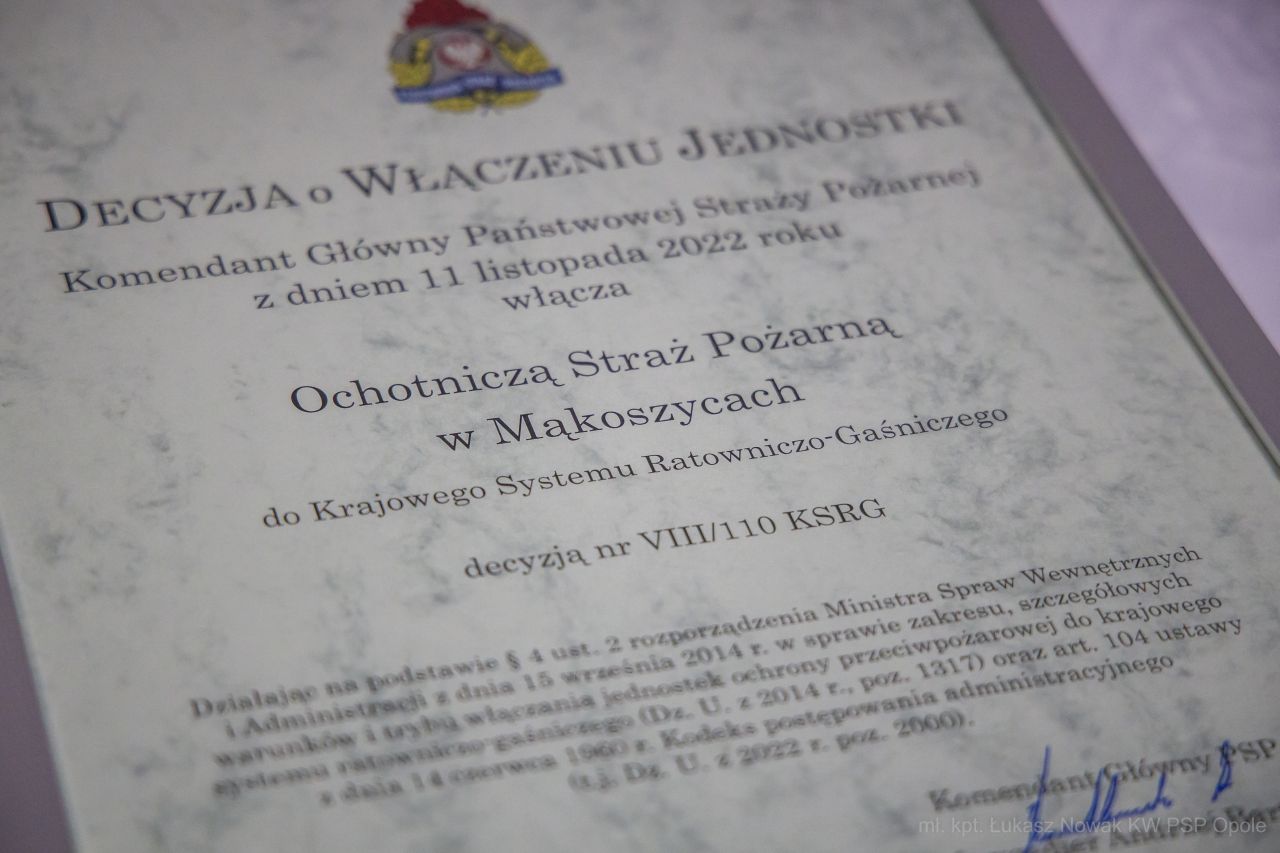 DECYZJA o WŁĄCZENIU JEDNOSTKI
Komendant Główny Państwowej Straży Pożarnej
z dniem 11 listopada 2022 roku
włącza
Ochotniczą Straż Pożarną
w Mąkoszycach
do Krajowego Systemu Ratowniczo-Gaśniczego
decyzją nr VIII/110 KSRG
Działając na podstawie § 4 ust. 2 rozporządzenia Ministra Spraw Wewnętrznych
i Administracji z dnia 15 września 2014 r. w sprawie zakresu, szczegółowych
warunków i trybu włączania jednostek ochrony przeciwpożarowej do krajowego
systemu ratowniczo-gaśniczego (Dz. U. z 2014 r., poz. 1317) oraz art. 104 ustawy
z dnia 14 czerwca 1960 r. Kodeks postępowania administracyjnego
(t.j. Dz. U. z 2022 r. poz. 2000).
Komendant Główny PSP
mł. kpt. Łukasz Nowak KW PSP Opole